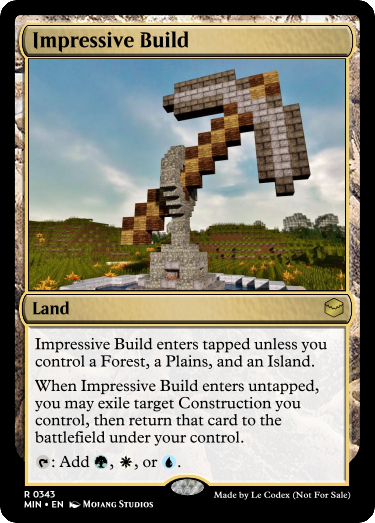 Impressive Build
Land
Impressive Build enters tapped unless you
control a Forest, a Plains, and an Island.
When Impressive Build enters untapped,
you may exile target Construction you
control, then return that card to the
battlefield under your control.
: Add , , or .
R 0343
MIN • EN Mojang Studios
Made by Le Codex (Not For Sale)